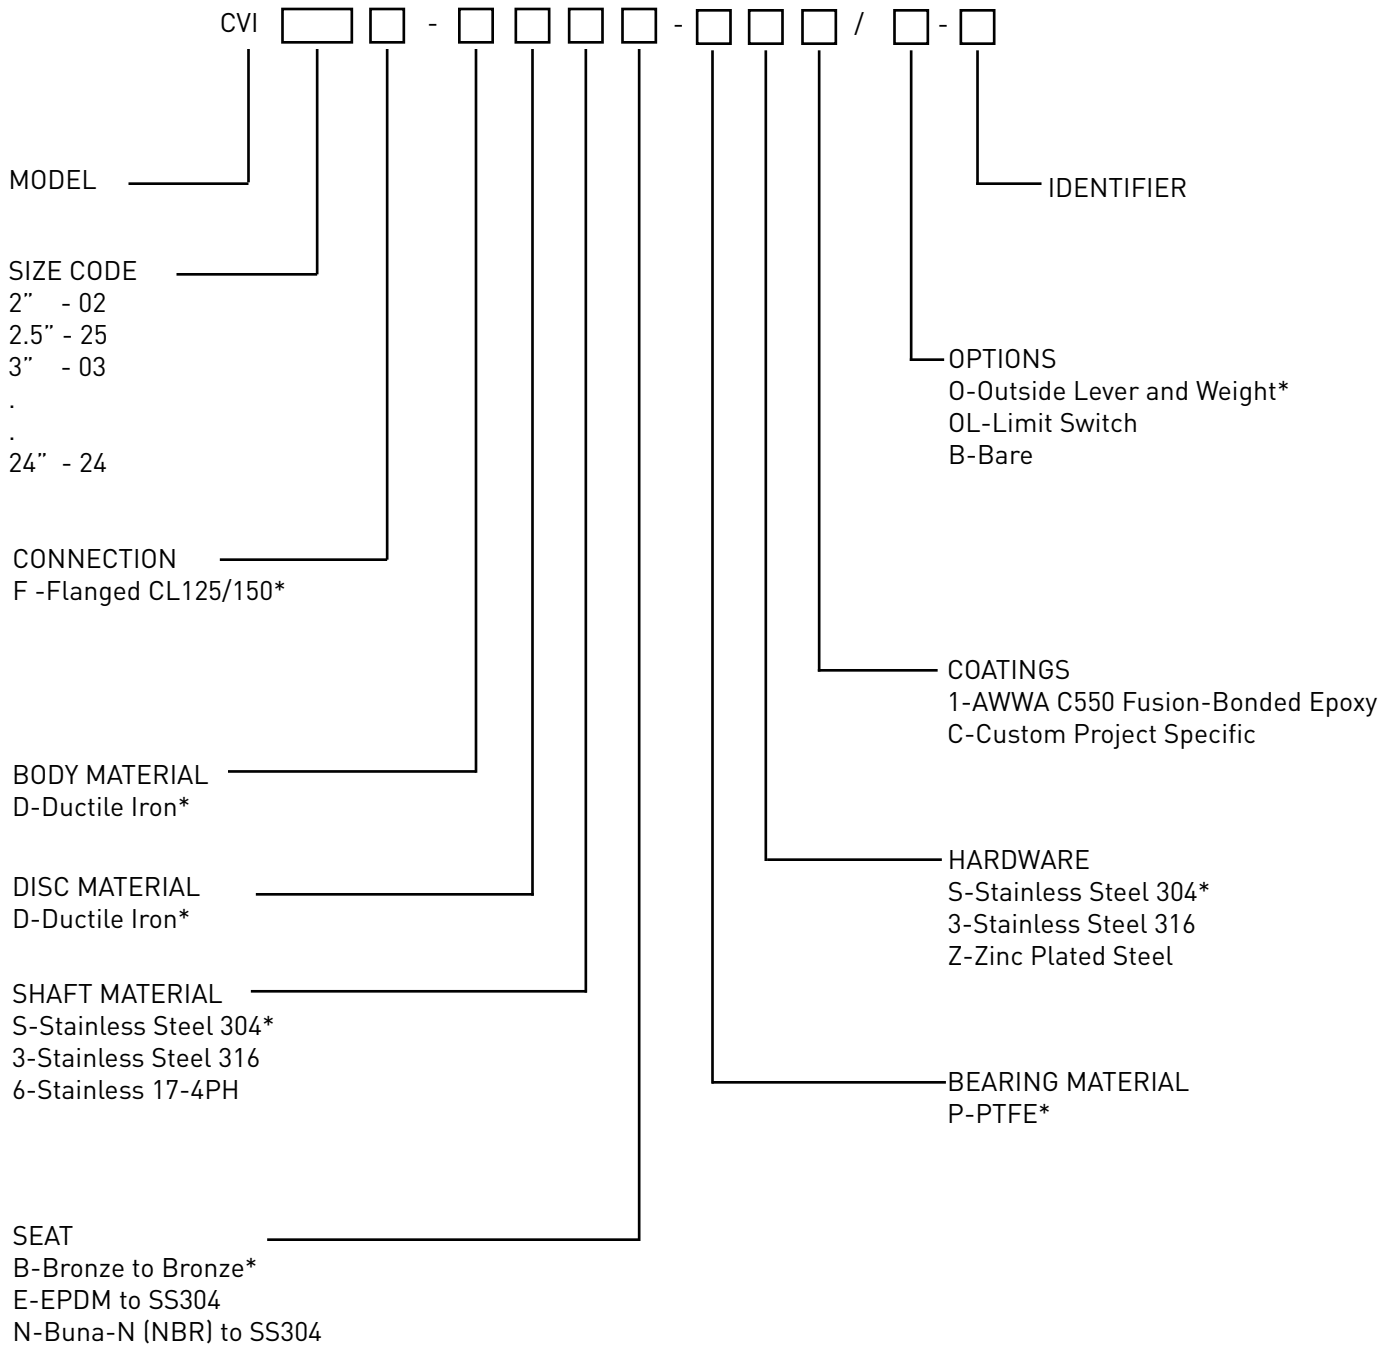 CVI - - / -
MODEL
SIZE CODE
2” - 02
2.5” - 25
3” - 03
.
.
24” - 24
CONNECTION
F -Flanged CL125/150*
BODY MATERIAL
D-Ductile Iron*
DISC MATERIAL
D-Ductile Iron*
SHAFT MATERIAL
S-Stainless Steel 304*
3-Stainless Steel 316
6-Stainless 17-4PH
SEAT
B-Bronze to Bronze*
E-EPDM to SS304
N-Buna-N (NBR) to SS304
IDENTIFIER
OPTIONS
O-Outside Lever and Weight*
OL-Limit Switch
B-Bare
COATINGS
1-AWWA C550 Fusion-Bonded Epoxy
C-Custom Project Specific
HARDWARE
S-Stainless Steel 304*
3-Stainless Steel 316
Z-Zinc Plated Steel
BEARING MATERIAL
P-PTFE*